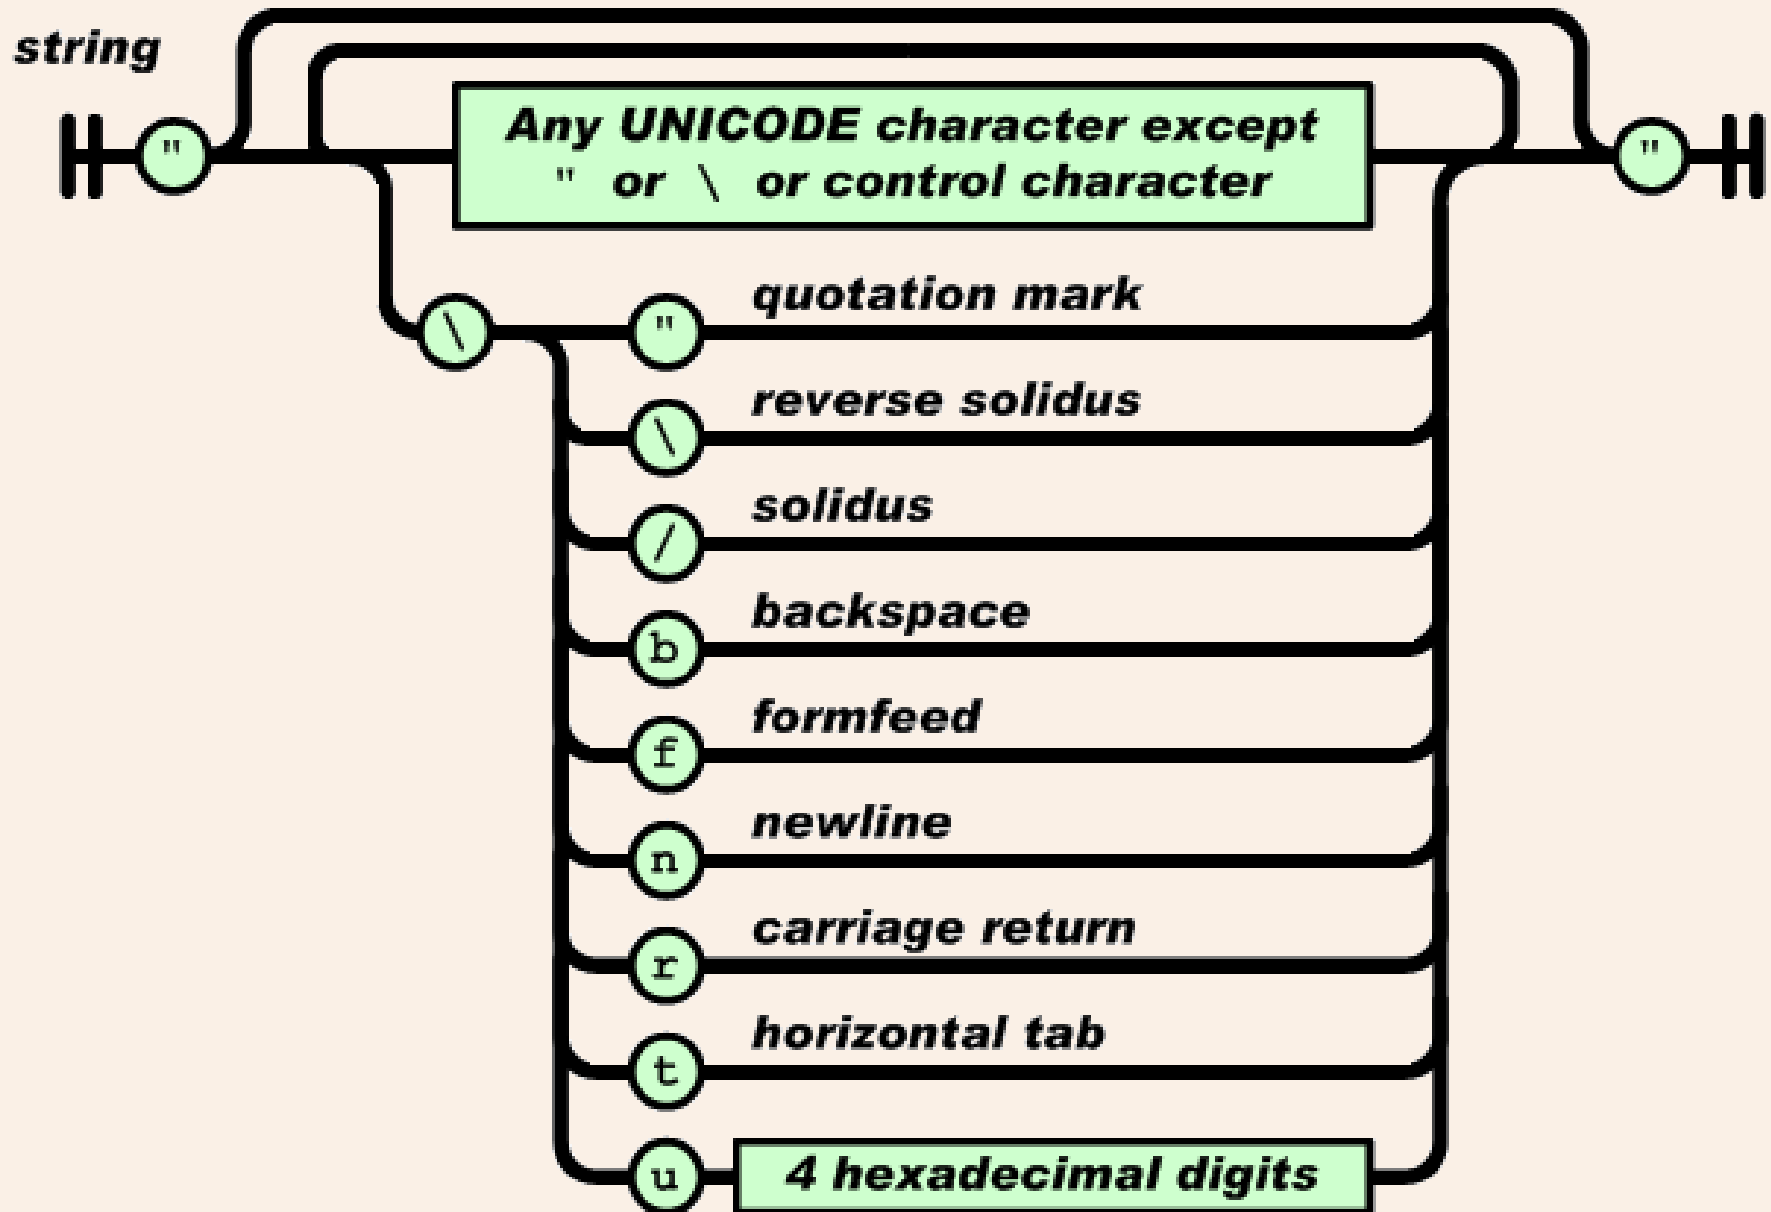 string
" Any UNICODE character except "
" or \ or control character
quotation mark
\ "
reverse solidus
\
solidus
/
backspace
b
formfeed
f
newline
n
carriage return
r
horizontal tab
t
u 4 hexadecimal digits